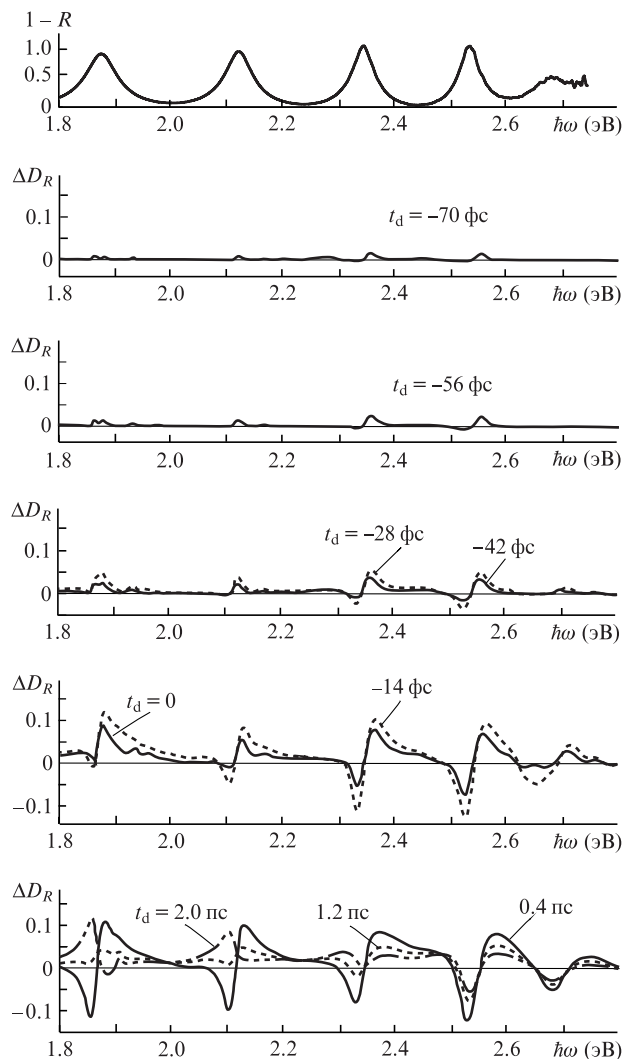 1 – R
1.0
0.5
0
1.8 2.0 2.2 2.4 2.6 ħω (эВ)
ΔD_R
0.1
t_d = –70 фс
0
1.8 2.0 2.2 2.4 2.6 ħω (эВ)
ΔD_R
0.1
t_d = –56 фс
0
1.8 2.0 2.2 2.4 2.6 ħω (эВ)
ΔD_R
t_d = –28 фс
0.1
–42 фс
0
1.8 2.0 2.2 2.4 2.6 ħω (эВ)
ΔD_R
t_d = 0 –14 фс
0.1
0
–0.1
1.8 2.0 2.2 2.4 2.6 ħω (эВ)
ΔD_R
t_d = 2.0 пс 1.2 пс 0.4 пс
0.1
0
–0.1
1.8 2.0 2.2 2.4 2.6 ħω (эВ)